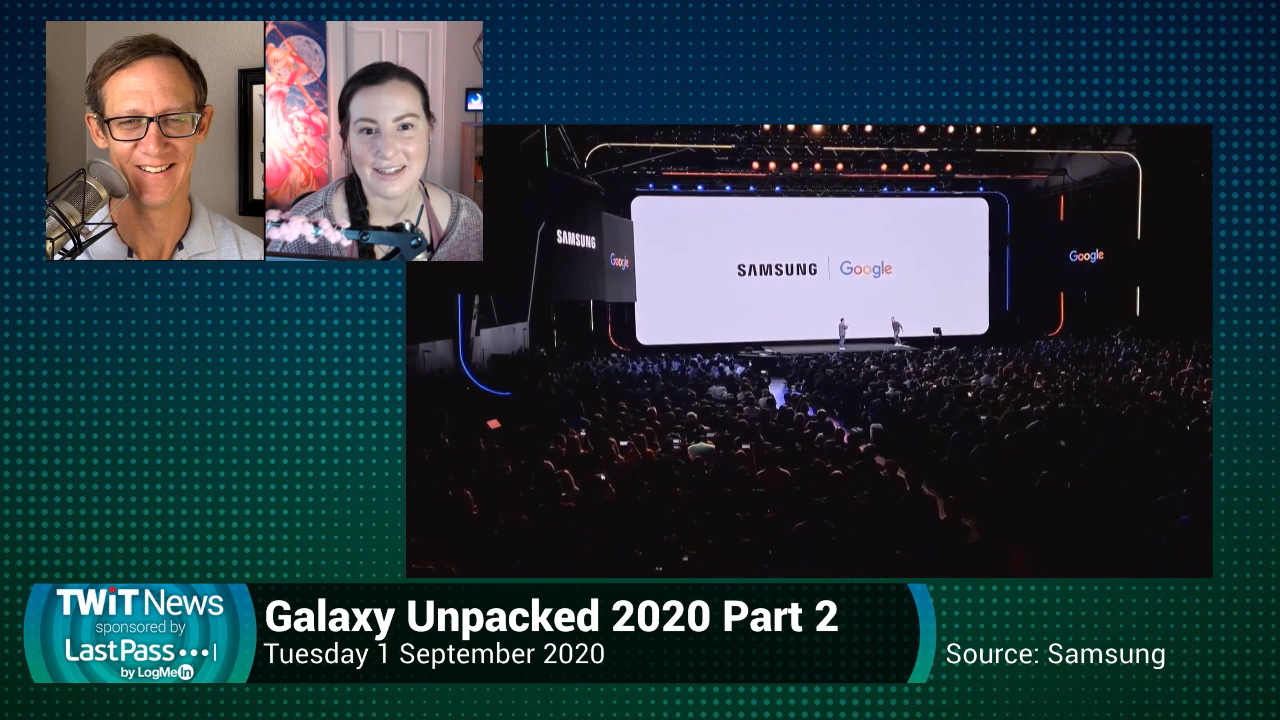 SAMSUNG
Google
SAMSUNG | Google
Google
TWiT News
sponsored by
LastPass•••|
by LogMeIn
Galaxy Unpacked 2020 Part 2
Tuesday 1 September 2020
Source: Samsung